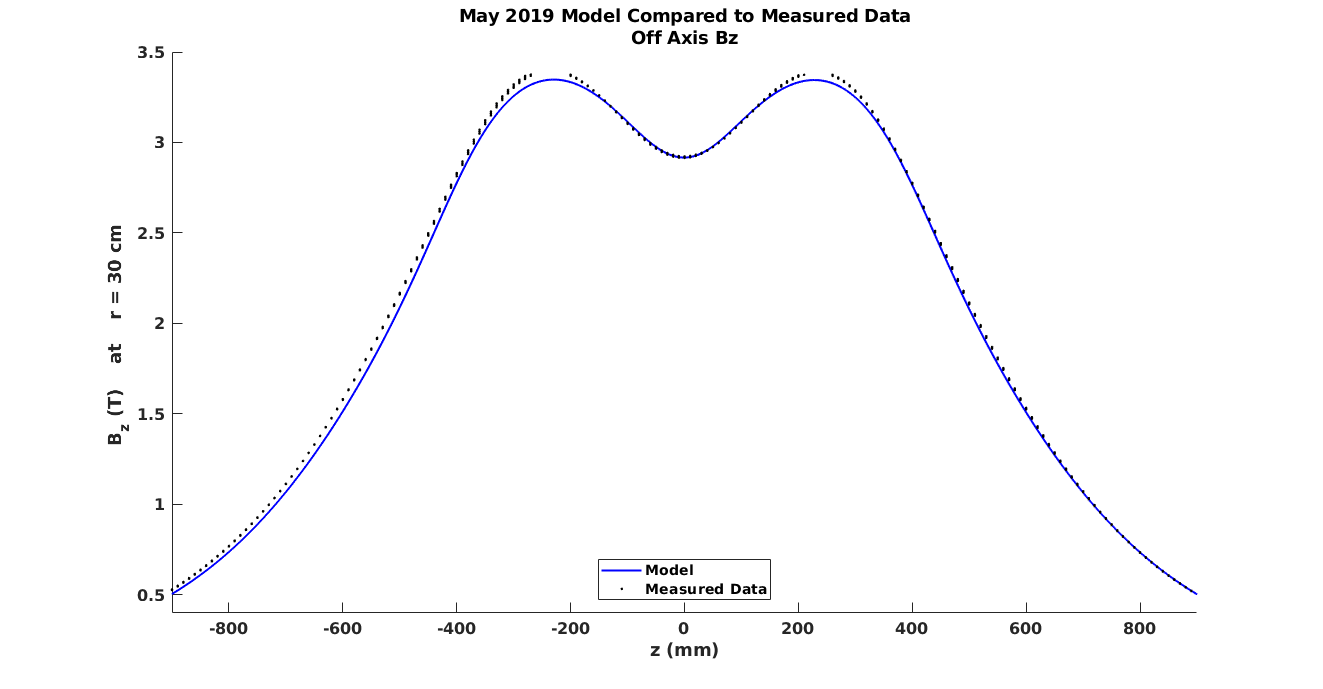 May 2019 Model Compared to Measured Data
Off Axis Bz
3.5
3
2.5
2
1.5
1
0.5
B_z (T) at r = 30 cm
-800
-600
-400
-200
0
200
400
600
800
z (mm)
Model
Measured Data